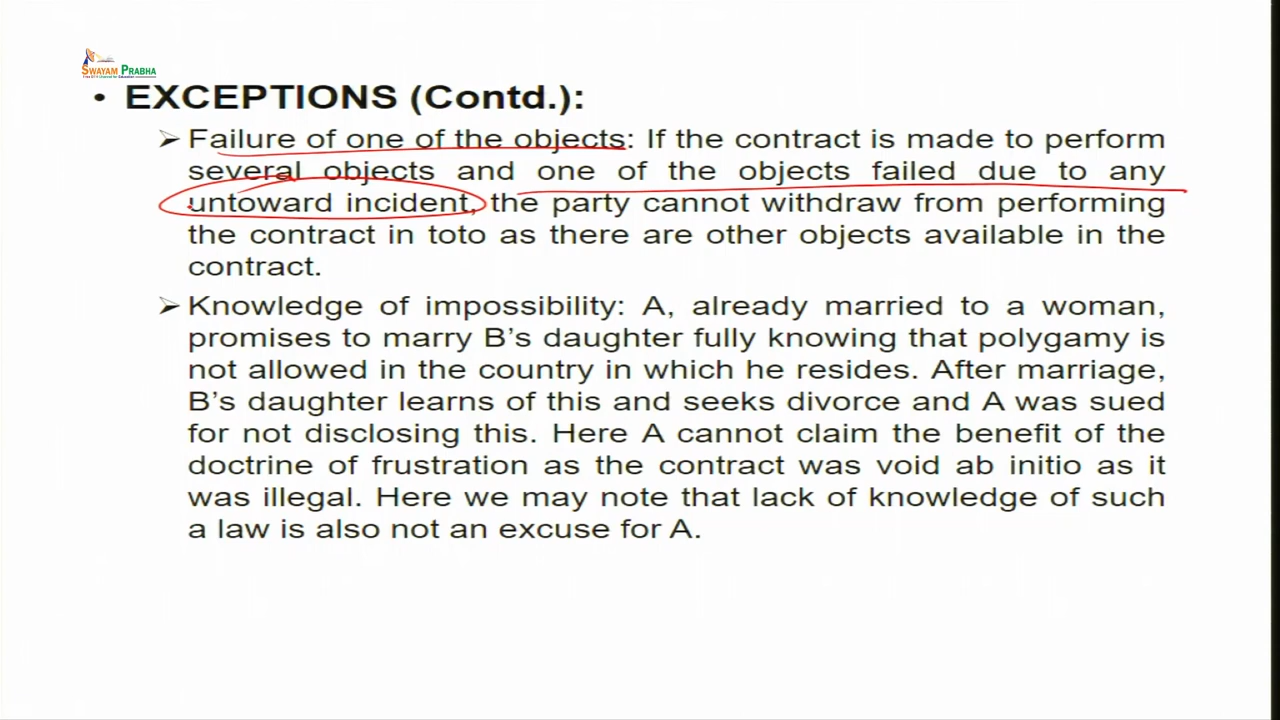 SWAYAM PRABHA
• EXCEPTIONS (Contd.):
➢ Failure of one of the objects: If the contract is made to perform
several objects and one of the objects failed due to any
untoward incident, the party cannot withdraw from performing
the contract in toto as there are other objects available in the
contract.
➢ Knowledge of impossibility: A, already married to a woman,
promises to marry B's daughter fully knowing that polygamy is
not allowed in the country in which he resides. After marriage,
B's daughter learns of this and seeks divorce and A was sued
for not disclosing this. Here A cannot claim the benefit of the
doctrine of frustration as the contract was void ab initio as it
was illegal. Here we may note that lack of knowledge of such
a law is also not an excuse for A.